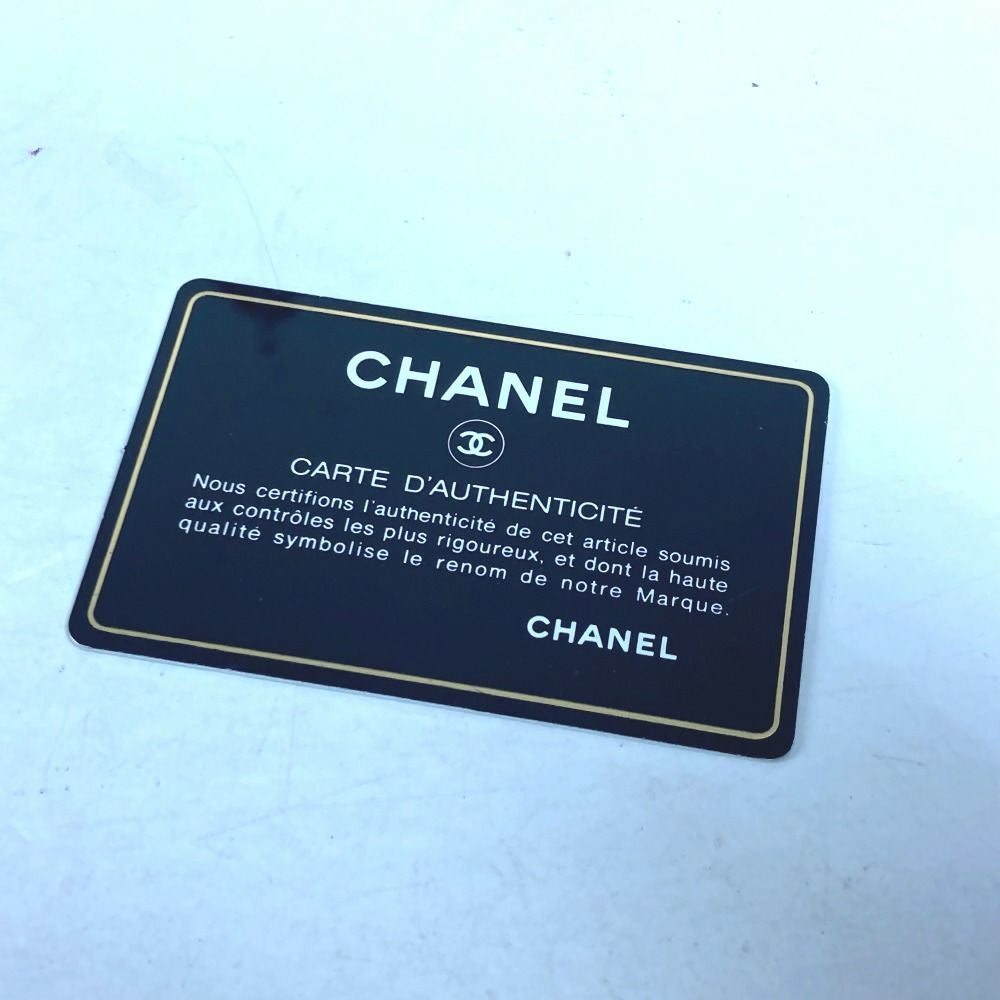 CHANEL
CARTE D'AUTHENTICITÉ
Nous certifions l'authenticité de cet article soumis
aux contrôles les plus rigoureux, et dont la haute
qualité symbolise le renom de notre Marque.
CHANEL